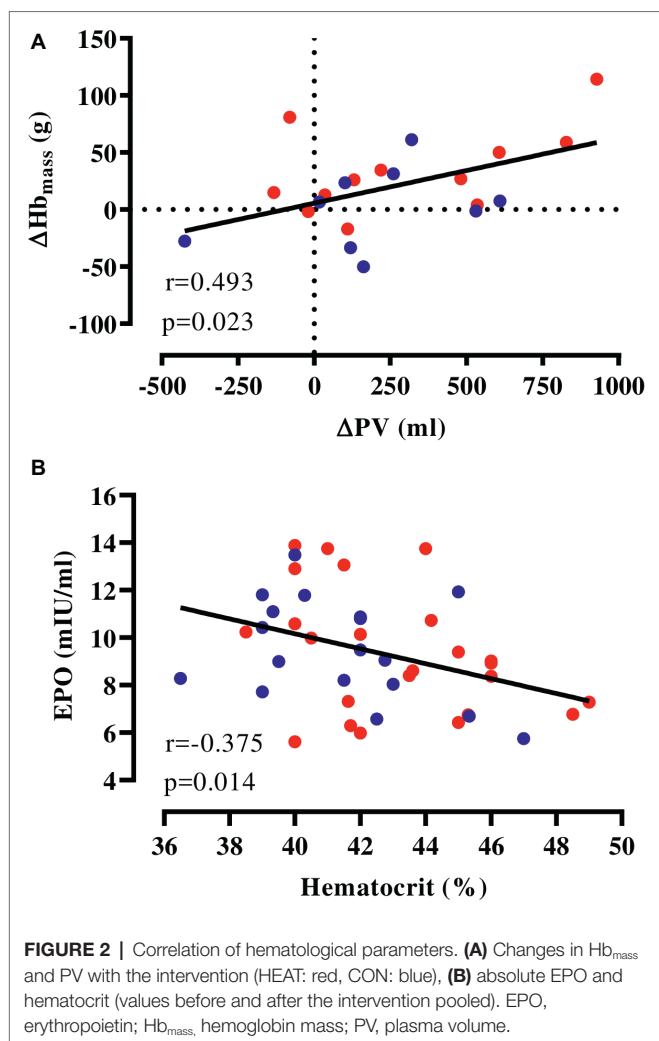 A
150
100
50
0
-50
-100
ΔHbmass (g)
r=0.493
p=0.023
-500 -250 0 250 500 750 1000
ΔPV (ml)
B
16
14
12
10
8
6
4
EPO (mIU/ml)
r=-0.375
p=0.014
36 38 40 42 44 46 48 50
Hematocrit (%)
FIGURE 2 | Correlation of hematological parameters. (A) Changes in Hbmass
and PV with the intervention (HEAT: red, CON: blue), (B) absolute EPO and
hematocrit (values before and after the intervention pooled). EPO,
erythropoietin; Hbmass, hemoglobin mass; PV, plasma volume.